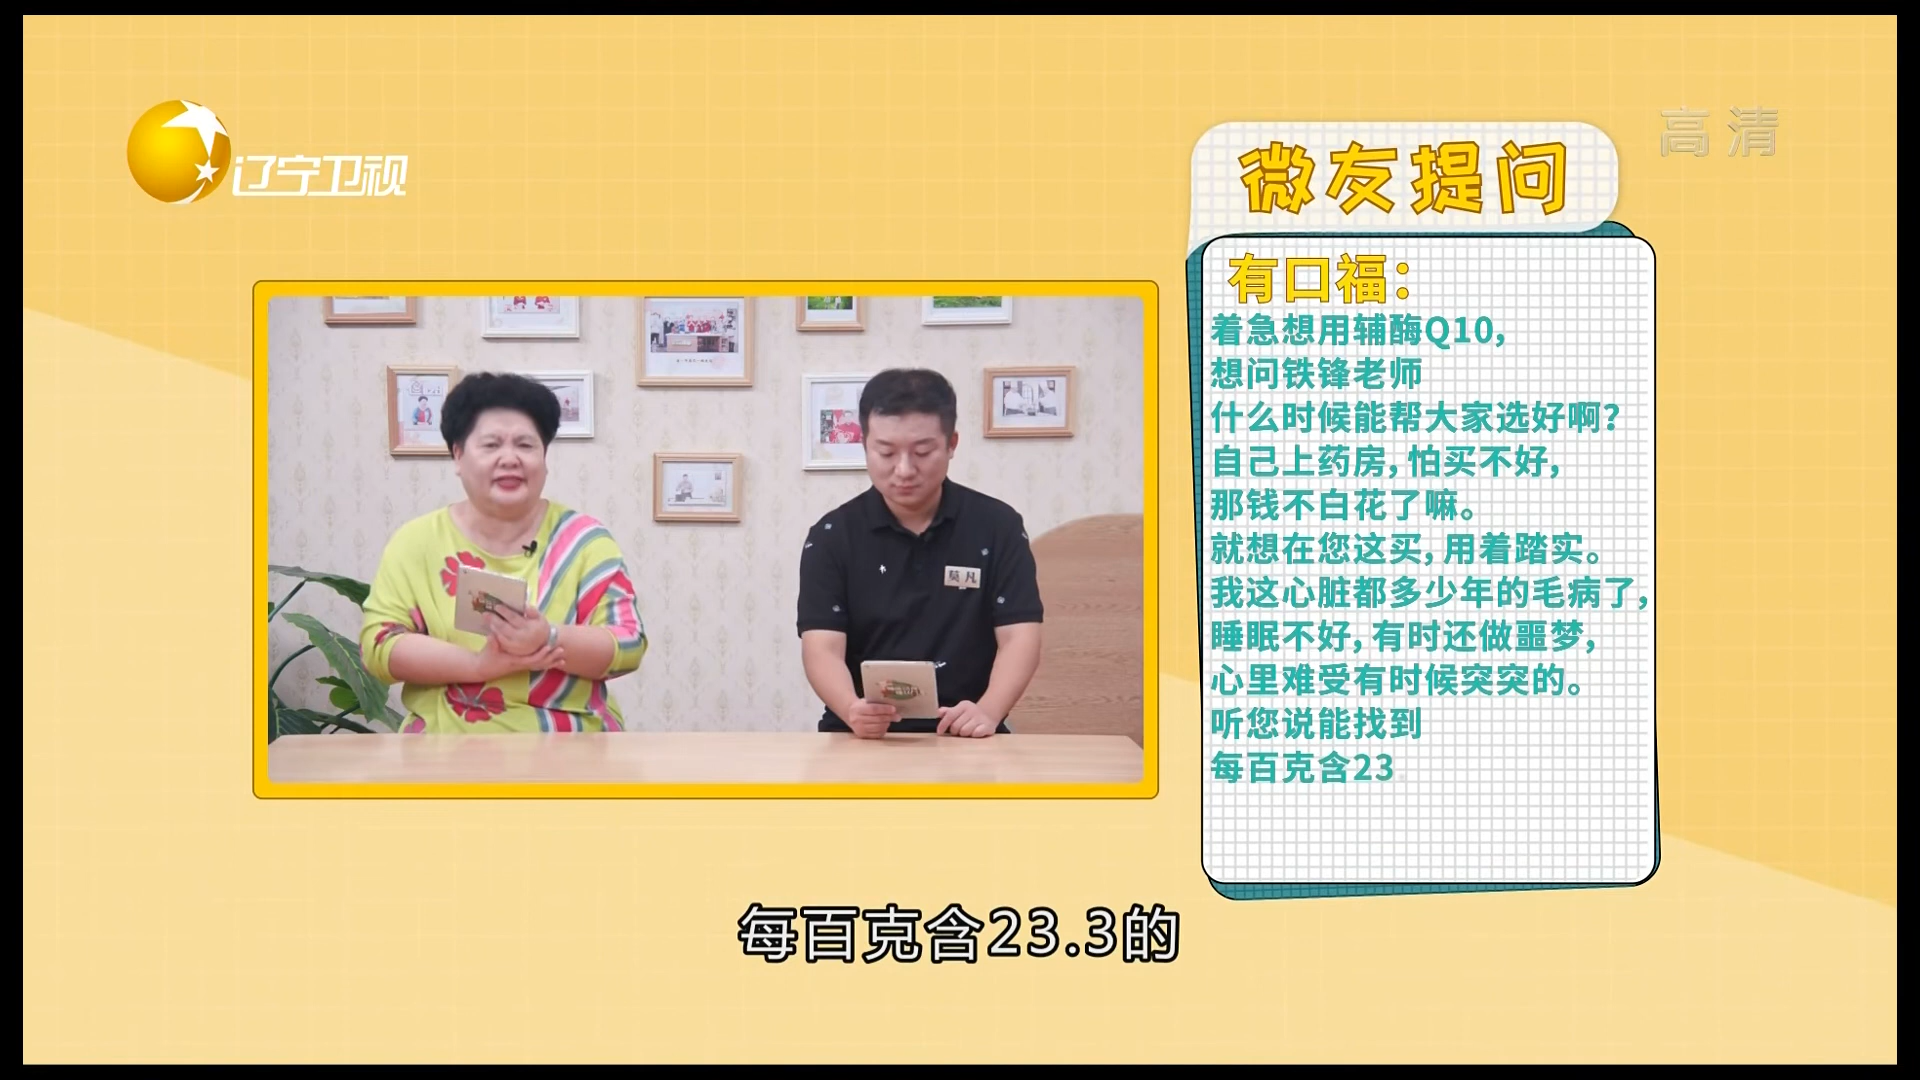 辽宁卫视
高清
微友提问
有口福：
着急想用辅酶Q10,
想问铁锋老师
什么时候能帮大家选好啊？
自己上药房,怕买不好,
那钱不白花了嘛。
就想在您这买,用着踏实。
我这心脏都多少年的毛病了,
睡眠不好,有时还做噩梦,
心里难受有时候突突的。
听您说能找到
每百克含23
莫凡
每百克含23.3的